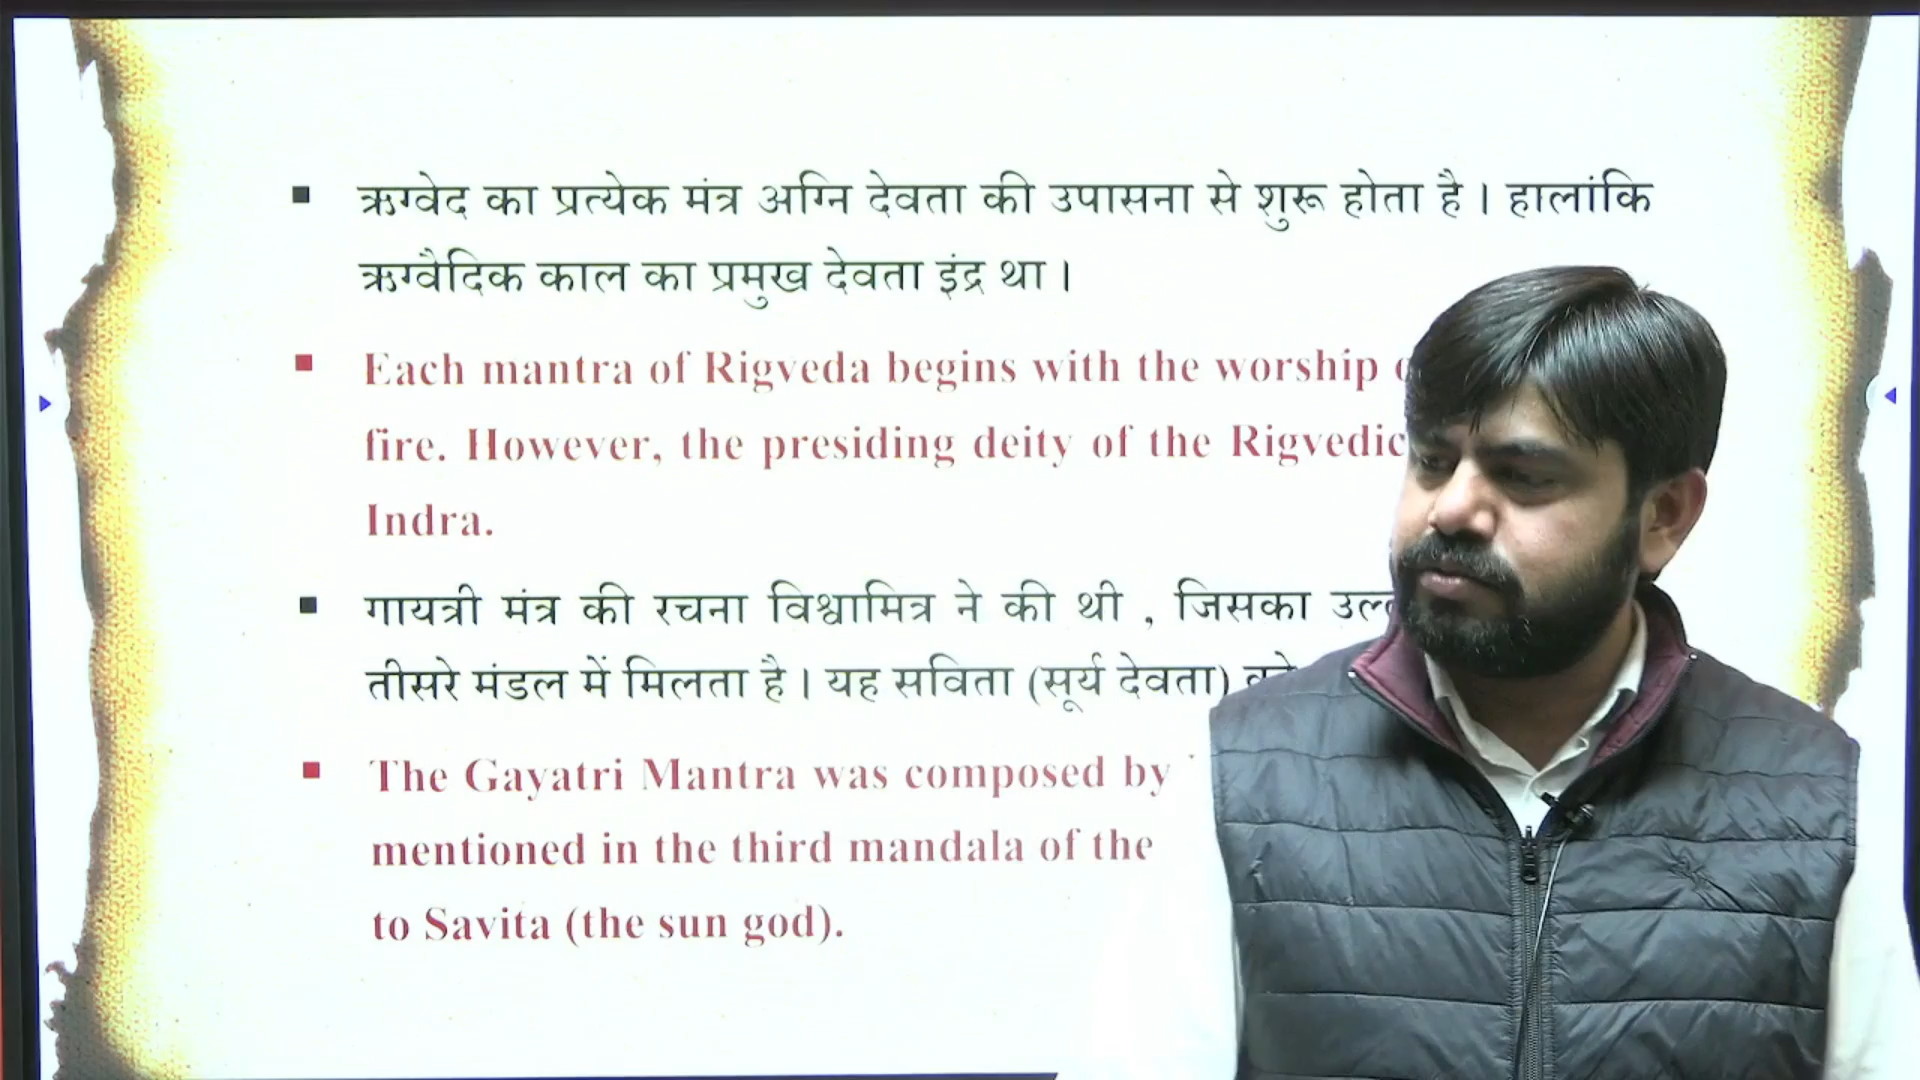 ऋग्वेद का प्रत्येक मंत्र अग्नि देवता की उपासना से शुरू होता है । हालांकि
ऋग्वैदिक काल का प्रमुख देवता इंद्र था ।
Each mantra of Rigveda begins with the worship
fire. However, the presiding deity of the Rigvedic
Indra.
गायत्री मंत्र की रचना विश्वामित्र ने की थी , जिसका
तीसरे मंडल में मिलता है । यह सविता (सूर्य देवता)
The Gayatri Mantra was composed by
mentioned in the third mandala of the
to Savita (the sun god).